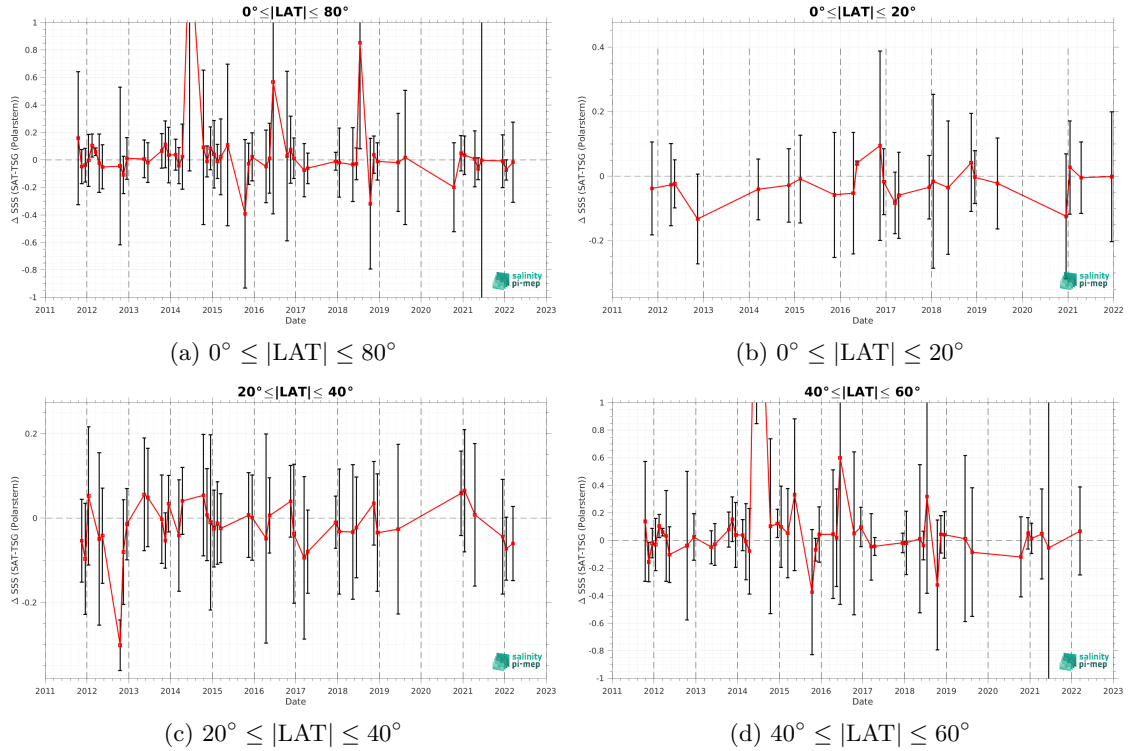 0°≤|LAT|≤ 80°
Δ SSS (SAT-TSG (Polarstern))
1
0.8
0.6
0.4
0.2
0
-0.2
-0.4
-0.6
-0.8
-1
2011 2012 2013 2014 2015 2016 2017 2018 2019 2020 2021 2022 2023
Date
salinity
pi-mep
(a) 0° ≤ |LAT| ≤ 80°
0°≤|LAT|≤ 20°
Δ SSS (SAT-TSG (Polarstern))
0.4
0.2
0
-0.2
2011 2012 2013 2014 2015 2016 2017 2018 2019 2020 2021 2022
Date
salinity
pi-mep
(b) 0° ≤ |LAT| ≤ 20°
20°≤|LAT|≤ 40°
Δ SSS (SAT-TSG (Polarstern))
0.2
0
-0.2
2011 2012 2013 2014 2015 2016 2017 2018 2019 2020 2021 2022 2023
Date
salinity
pi-mep
(c) 20° ≤ |LAT| ≤ 40°
40°≤|LAT|≤ 60°
Δ SSS (SAT-TSG (Polarstern))
1
0.8
0.6
0.4
0.2
0
-0.2
-0.4
-0.6
-0.8
-1
2011 2012 2013 2014 2015 2016 2017 2018 2019 2020 2021 2022 2023
Date
salinity
pi-mep
(d) 40° ≤ |LAT| ≤ 60°